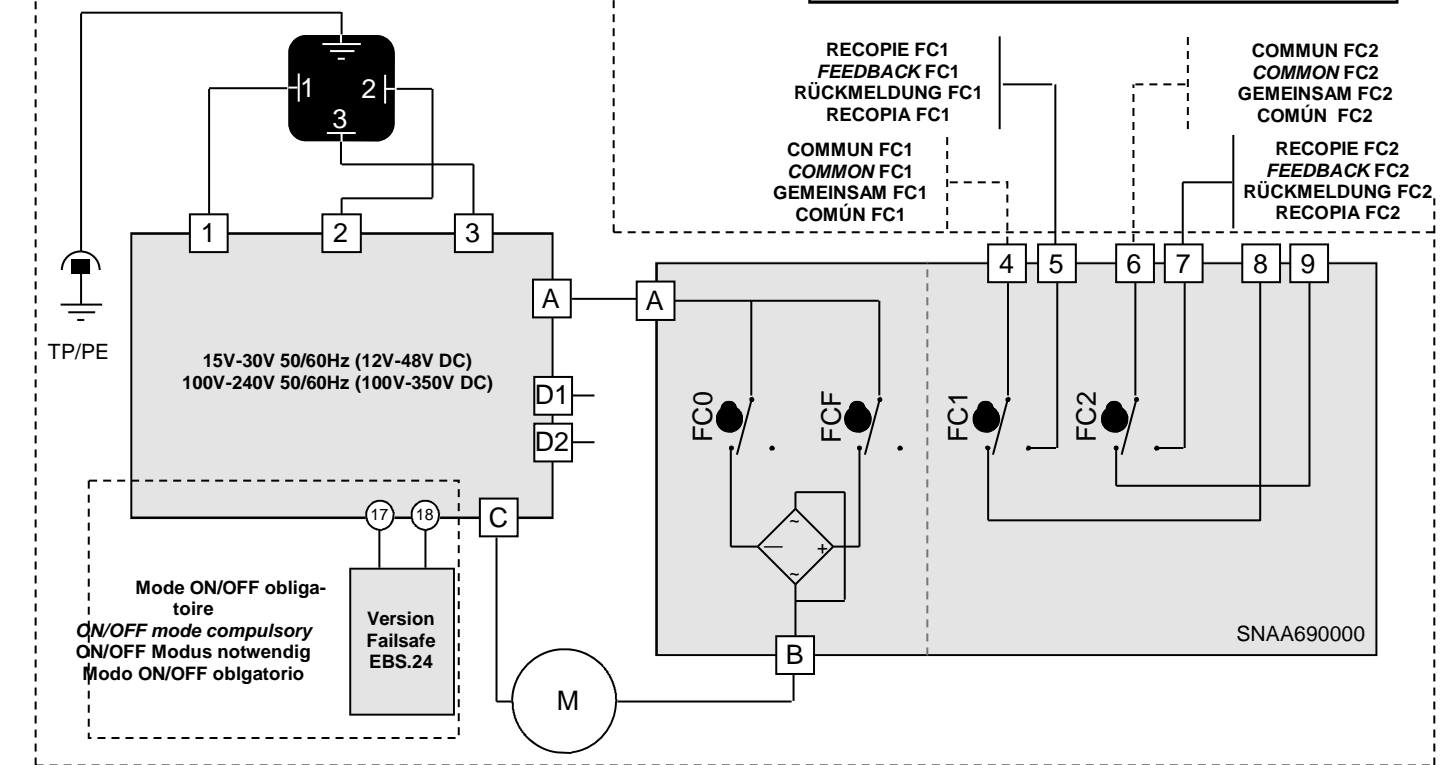 RECOPIE FC1
FEEDBACK FC1
RÜCKMELDUNG FC1
RECOPIA FC1
COMMUN FC2
COMMON FC2
GEMEINSAM FC2
COMÚN FC2
COMMUN FC1
COMMON FC1
GEMEINSAM FC1
COMÚN FC1
RECOPIE FC2
FEEDBACK FC2
RÜCKMELDUNG FC2
RECOPIA FC2
1
2
3
1
2
3
4
5
6
7
8
9
TP/PE
A
A
15V-30V 50/60Hz (12V-48V DC)
100V-240V 50/60Hz (100V-350V DC)
D1
D2
FC0
FCF
FC1
FC2
17
18
C
~
—
+
~
Mode ON/OFF obliga-
toire
ON/OFF mode compulsory
ON/OFF Modus notwendig
Modo ON/OFF oblgatorio
Version
Failsafe
EBS.24
SNAA690000
B
M